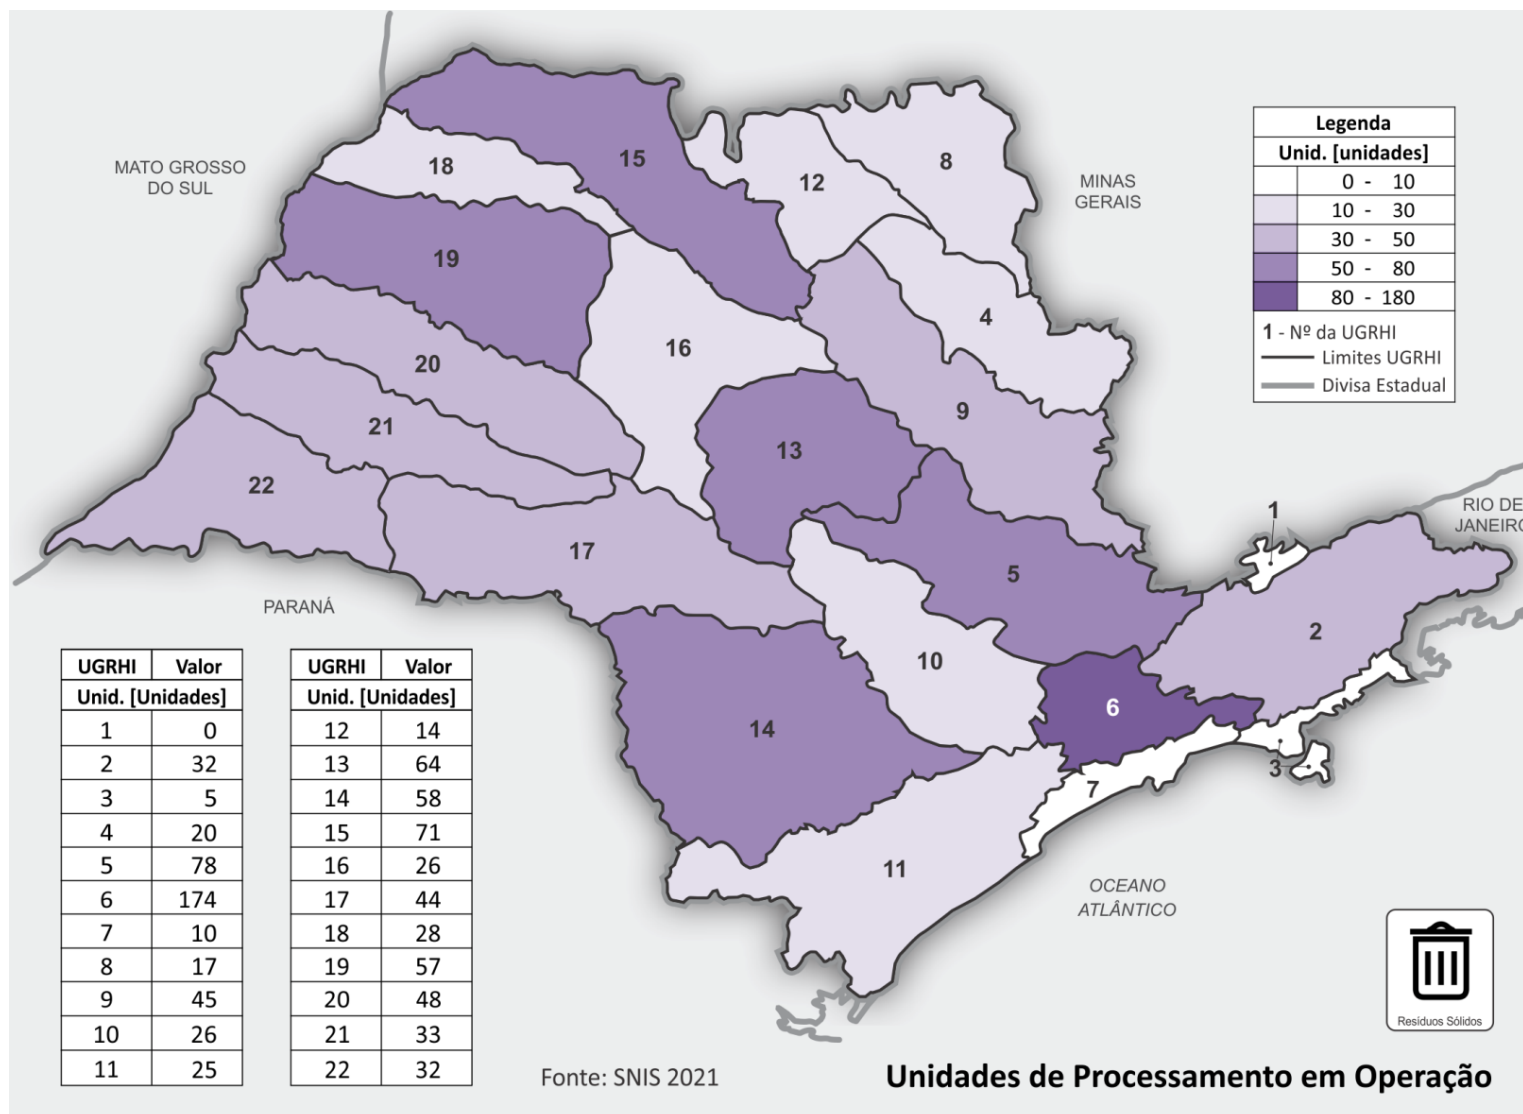 MATO GROSSO
DO SUL
MINAS
GERAIS
RIO DE
JANEIRO
PARANÁ
OCEANO
ATLÂNTICO
15
18
12
8
19
4
16
20
9
21
13
22
17
5
1
2
10
6
14
3
7
11
Legenda
Unid. [unidades]
0 - 10
10 - 30
30 - 50
50 - 80
80 - 180
1 - Nº da UGRHI
Limites UGRHI
Divisa Estadual
UGRHI Valor
Unid. [Unidades]
1 0
2 32
3 5
4 20
5 78
6 174
7 10
8 17
9 45
10 26
11 25
UGRHI Valor
Unid. [Unidades]
12 14
13 64
14 58
15 71
16 26
17 44
18 28
19 57
20 48
21 33
22 32
Resíduos Sólidos
Fonte: SNIS 2021
Unidades de Processamento em Operação